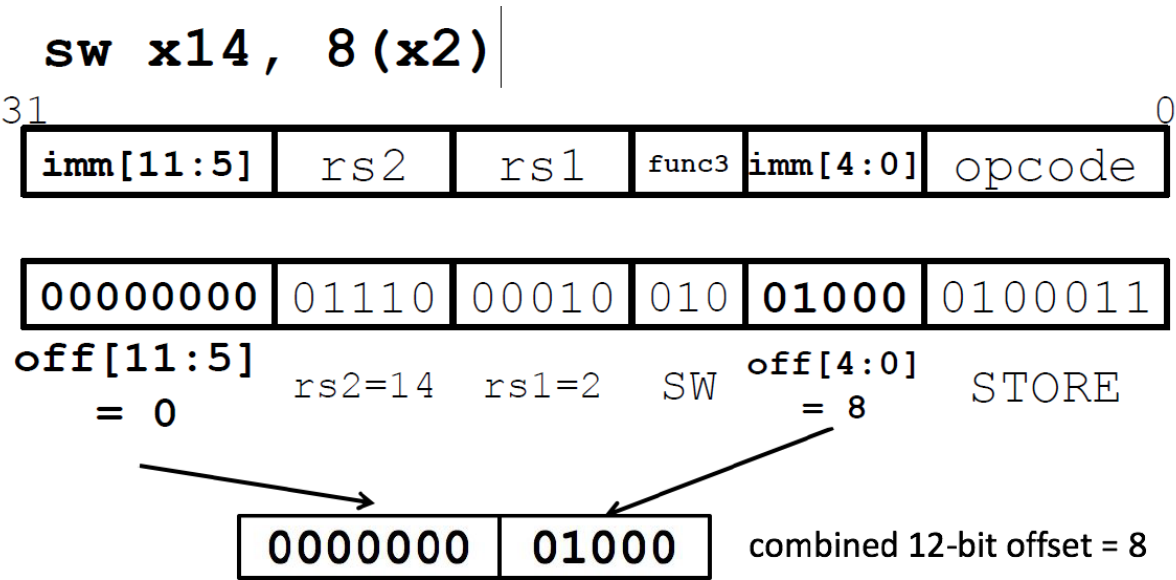 sw x14, 8(x2)
31 0
imm[11:5] rs2 rs1 func3 imm[4:0] opcode
00000000 01110 00010 010 01000 0100011
off[11:5] = 0 rs2=14 rs1=2 SW off[4:0] = 8 STORE
0000000 01000 combined 12-bit offset = 8